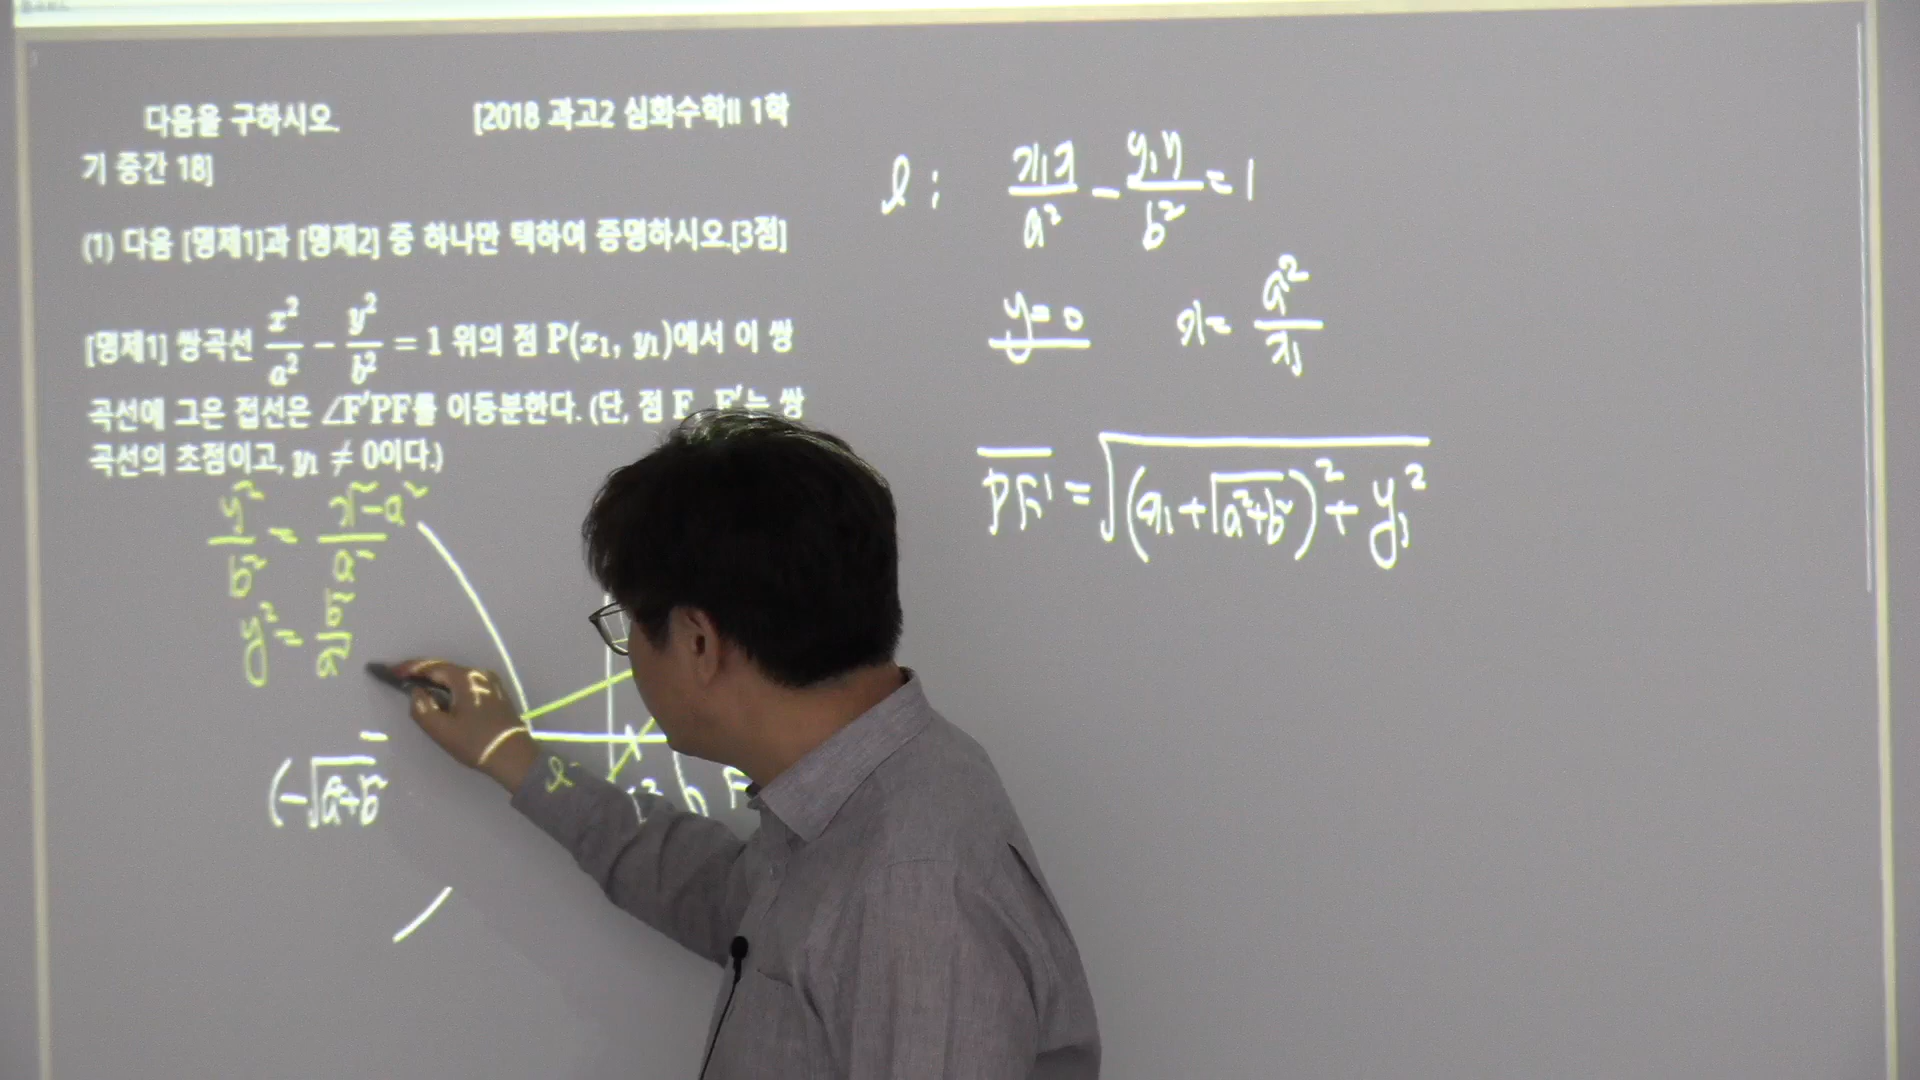 다음을 구하시오. [2018 과고2 심화수학II 1학
기 중간 18]
(1) 다음 [명제1]과 [명제2] 중 하나만 택하여 증명하시오.[3점]
[명제1] 쌍곡선 x²/a² − y²/b² = 1 위의 점 P(x₁, y₁)에서 이 쌍
곡선에 그은 접선은 ∠F′PF를 이등분한다. (단, 점 F, F′는 쌍
곡선의 초점이고, y₁ ≠ 0이다.)
y²/b² = x²−a²/a²
y² = b²/a²
F′
(−√a²+b²
l
l : x₁x/a² − y₁y/b² = 1
y=0 x= a²/x₁
PF′ = √(x₁+√a²+b²)² + y₁²